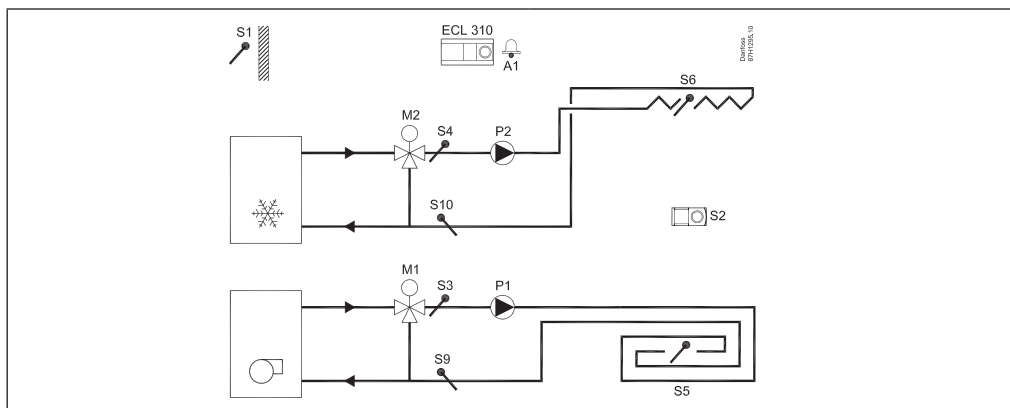 S1
ECL 310
A1
Danfoss
87H1295.10
S6
M2
S4
P2
S10
S2
M1
S3
P1
S9
S5